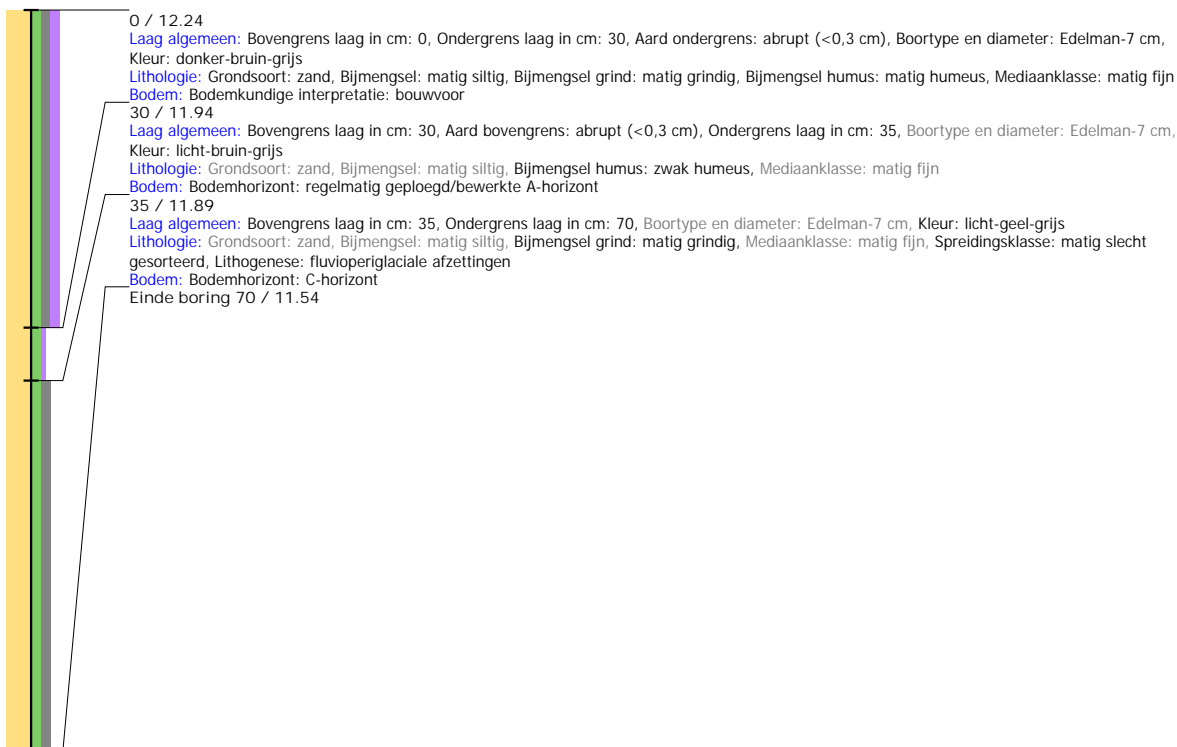 0 / 12.24
Laag algemeen: Bovengrens laag in cm: 0, Ondergrens laag in cm: 30, Aard ondergrens: abrupt (<0,3 cm), Boortype en diameter: Edelman-7 cm,
Kleur: donker-bruin-grijs
Lithologie: Grondsoort: zand, Bijmengsel: matig siltig, Bijmengsel grind: matig grindig, Bijmengsel humus: matig humeus, Mediaanklasse: matig fijn
Bodem: Bodemkundige interpretatie: bouwvoor
30 / 11.94
Laag algemeen: Bovengrens laag in cm: 30, Aard bovengrens: abrupt (<0,3 cm), Ondergrens laag in cm: 35, Boortype en diameter: Edelman-7 cm,
Kleur: licht-bruin-grijs
Lithologie: Grondsoort: zand, Bijmengsel: matig siltig, Bijmengsel humus: zwak humeus, Mediaanklasse: matig fijn
Bodem: Bodemhorizont: regelmatig geploegd/bewerkte A-horizont
35 / 11.89
Laag algemeen: Bovengrens laag in cm: 35, Ondergrens laag in cm: 70, Boortype en diameter: Edelman-7 cm, Kleur: licht-geel-grijs
Lithologie: Grondsoort: zand, Bijmengsel: matig siltig, Bijmengsel grind: matig grindig, Mediaanklasse: matig fijn, Spreidingsklasse: matig slecht
gesorteerd, Lithogenese: fluvioperiglaciale afzettingen
Bodem: Bodemhorizont: C-horizont
Einde boring 70 / 11.54